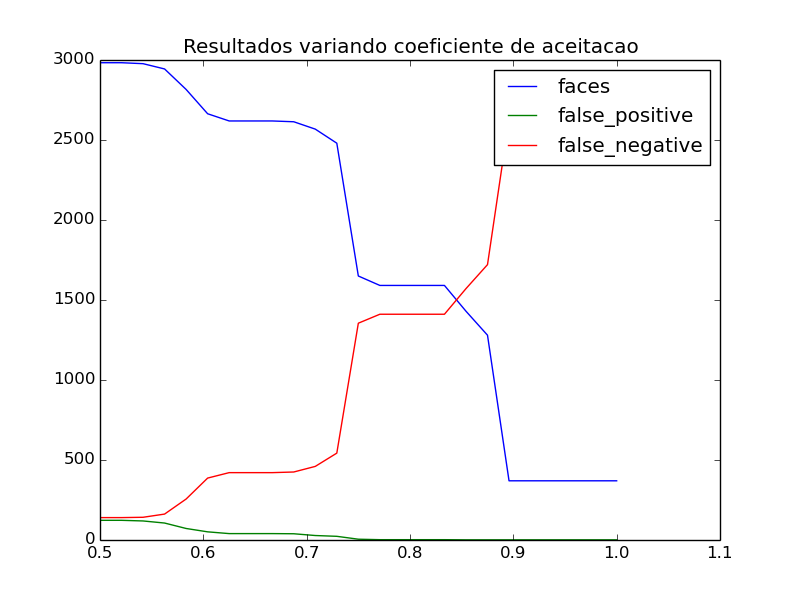 Resultados variando coeficiente de aceitacao
3000
2500
2000
1500
1000
500
0
0.5 0.6 0.7 0.8 0.9 1.0 1.1
faces
false_positive
false_negative